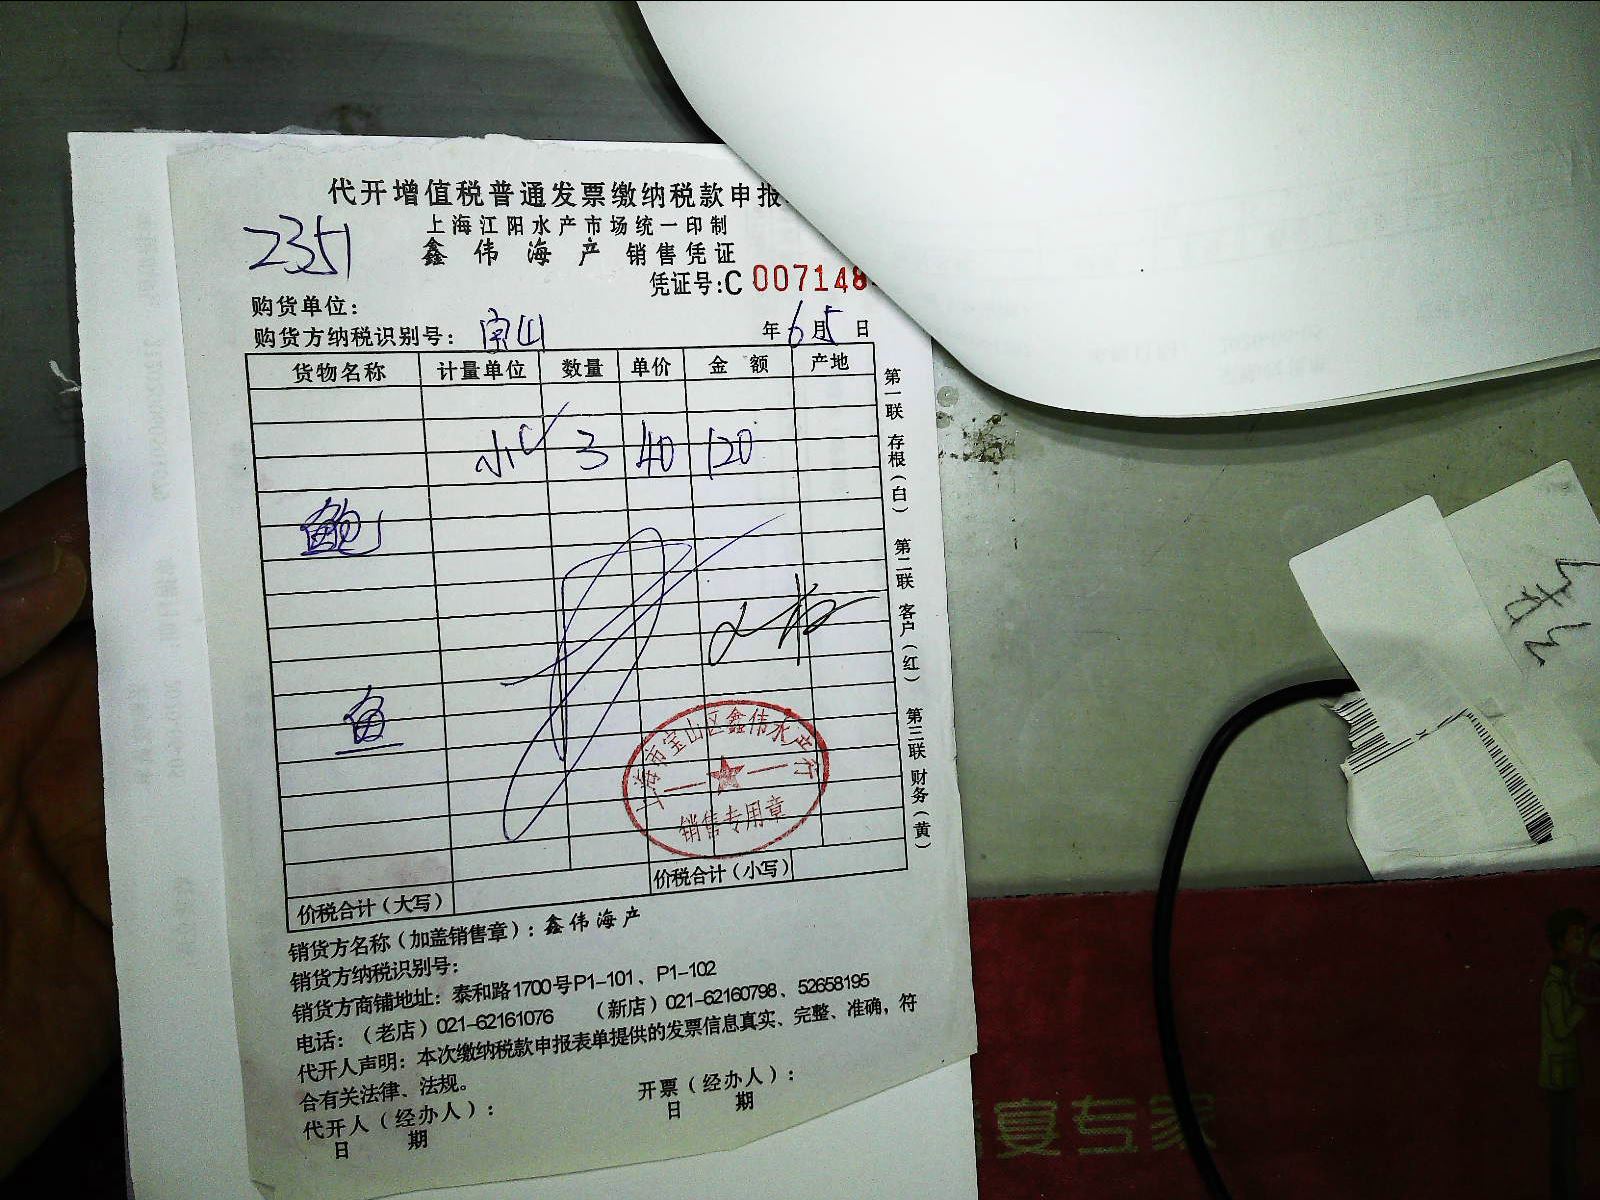 代开增值税普通发票缴纳税款申报
上海江阳水产市场统一印制
2351
鑫伟海产 销售凭证
凭证号:C 007148
购货单位:
购货方纳税识别号: 宝山
年6月5日
货物名称 计量单位 数量 单价 金额 产地
小 3 40 120
鲍
鱼
上海市宝山区鑫伟水产行
销售专用章
价税合计(大写) 价税合计(小写)
第一联 存根(白) 第二联 客户(红) 第三联 财务(黄)
销货方名称(加盖销售章): 鑫伟海产
销货方纳税识别号:
销货方商铺地址: 泰和路1700号P1-101、P1-102
电话:(老店)021-62161076 (新店)021-62160798、52658195
代开人声明: 本次缴纳税款申报表单提供的发票信息真实、完整、准确,符
合有关法律、法规。
代开人(经办人): 开票(经办人):
日期 日期
宴专家